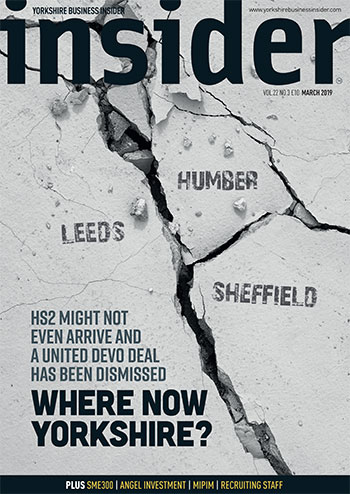 YORKSHIRE BUSINESS INSIDER
www.yorkshirebusinessinsider.com
insider
VOL 22 NO.3 £10 MARCH 2019
HUMBER
LEEDS
SHEFFIELD
HS2 MIGHT NOT
EVEN ARRIVE AND
A UNITED DEVO DEAL
HAS BEEN DISMISSED
WHERE NOW
YORKSHIRE?
PLUS SME300 | ANGEL INVESTMENT | MIPIM | RECRUITING STAFF